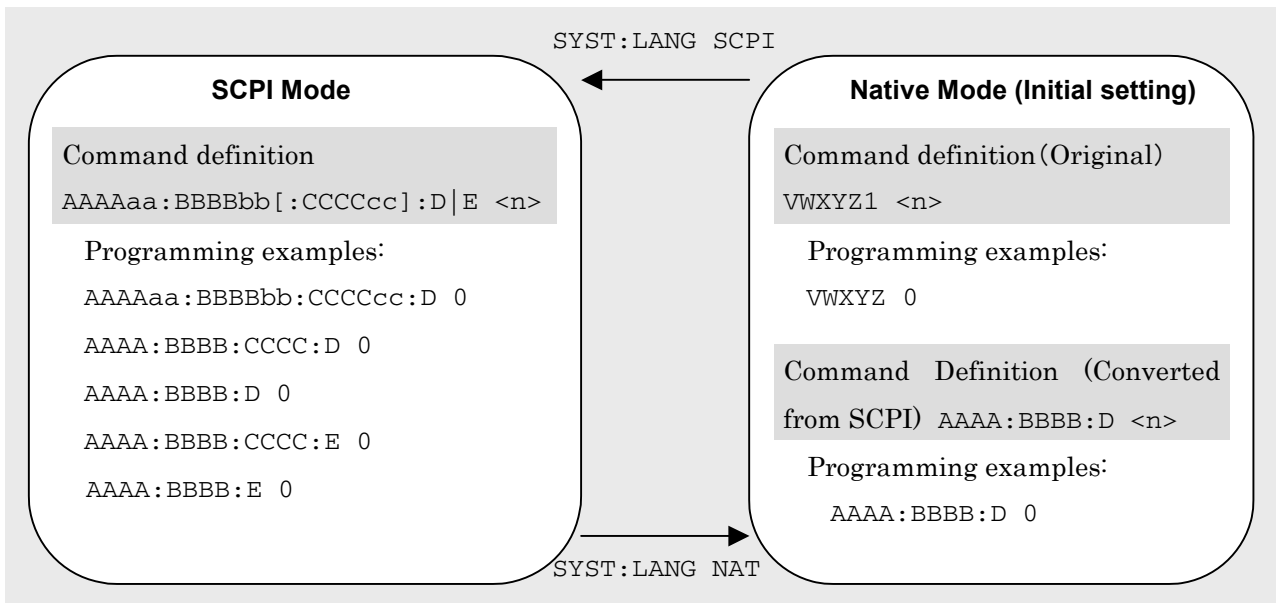 SYST:LANG SCPI
SCPI Mode
Command definition
AAAAaa:BBBBbb[:CCCCcc]:D|E <n>
Programming examples:
AAAAaa:BBBBbb:CCCCcc:D 0
AAAA:BBBB:CCCC:D 0
AAAA:BBBB:D 0
AAAA:BBBB:CCCC:E 0
AAAA:BBBB:E 0
Native Mode (Initial setting)
Command definition(Original)
VWXYZ1 <n>
Programming examples:
VWXYZ 0
Command Definition (Converted
from SCPI) AAAA:BBBB:D <n>
Programming examples:
AAAA:BBBB:D 0
SYST:LANG NAT